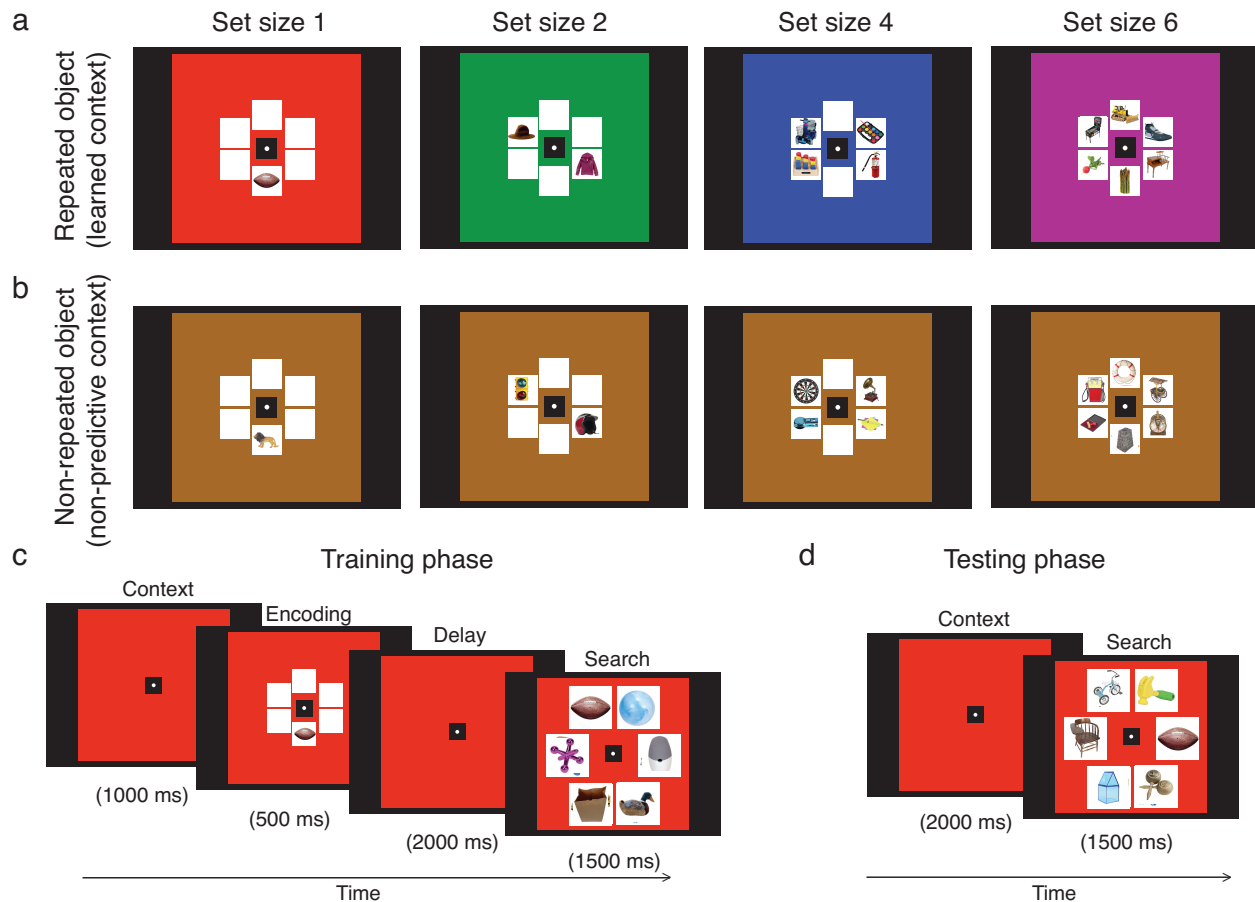 a
Set size 1
Set size 2
Set size 4
Set size 6
Repeated object
(learned context)
b
Non-repeated object
(non-predictive context)
c
Training phase
Context
Encoding
Delay
Search
(1000 ms)
(500 ms)
(2000 ms)
(1500 ms)
Time
d
Testing phase
Context
Search
(2000 ms)
(1500 ms)
Time